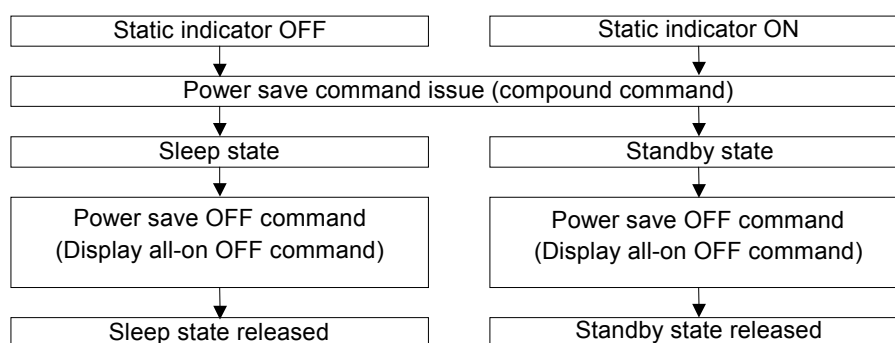 Static indicator OFF
Static indicator ON
Power save command issue (compound command)
Sleep state
Standby state
Power save OFF command
(Display all-on OFF command)
Power save OFF command
(Display all-on OFF command)
Sleep state released
Standby state released